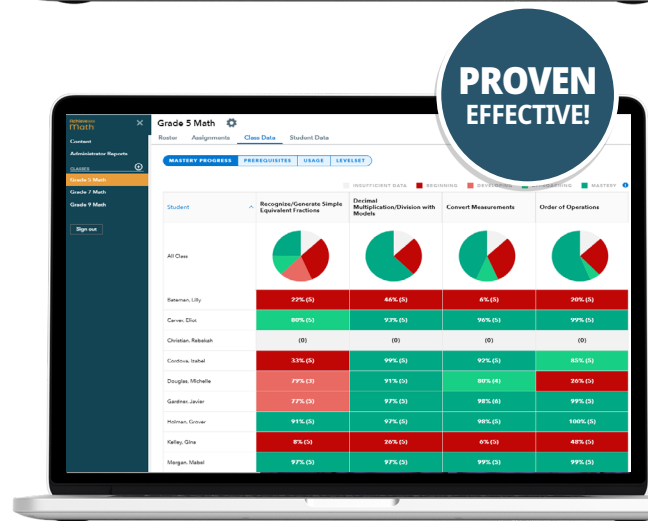 PROVEN
EFFECTIVE!
Achieve3000
math
Content
Administrator Reports
CLASSES
Grade 5 Math
Grade 7 Math
Grade 9 Math
Sign out
Grade 5 Math
Roster Assignments Class Data Student Data
MASTERY PROGRESS PREREQUISITES USAGE LEVELSET
INSUFFICIENT DATA BEGINNING DEVELOPING MASTERY
Student
Recognize/Generate Simple
Equivalent Fractions
Decimal
Multiplication/Division with
Models
Convert Measurements
Order of Operations
All Class
Bateman, Lilly 22% (5) 46% (5) 6% (5) 20% (5)
Carver, Eliot 80% (5) 93% (5) 96% (5) 99% (5)
Christian, Rebekah (0) (0) (0) (0)
Cordova, Isabel 33% (5) 99% (5) 92% (5) 85% (5)
Douglas, Michelle 79% (3) 91% (5) 80% (4) 26% (5)
Gardner, Javier 77% (5) 97% (5) 98% (6) 99% (5)
Holman, Grover 91% (5) 97% (5) 98% (5) 100% (5)
Kelley, Gina 8% (5) 26% (5) 6% (5) 48% (5)
Morgan, Mabel 97% (5) 97% (5) 99% (5) 99% (5)